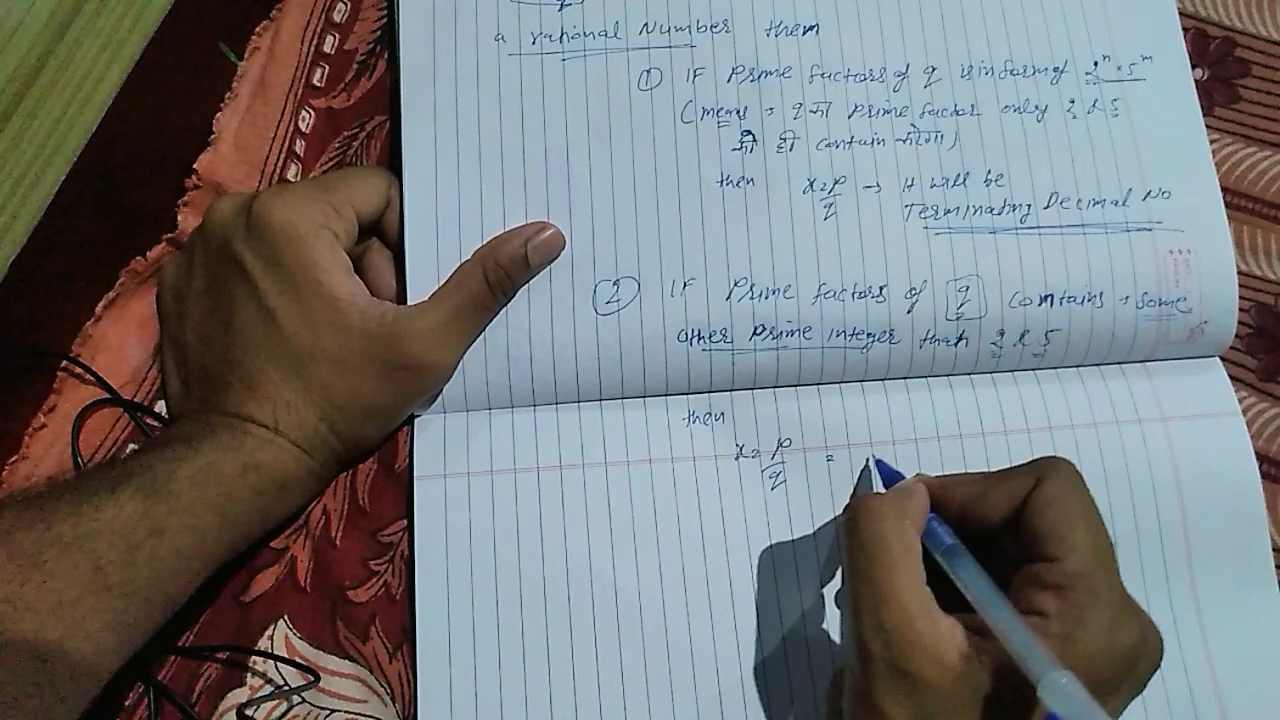 a rational Number them
① IF Prime factors of q is in form of 2ⁿ × 5ᵐ
(means = q का prime factor only 2 & 5
को ही contain करेगा)
then x = p/q → it will be
Terminating Decimal No
② IF Prime factors of q contains → some
other prime integer than 2 & 5
then
x = p/q =